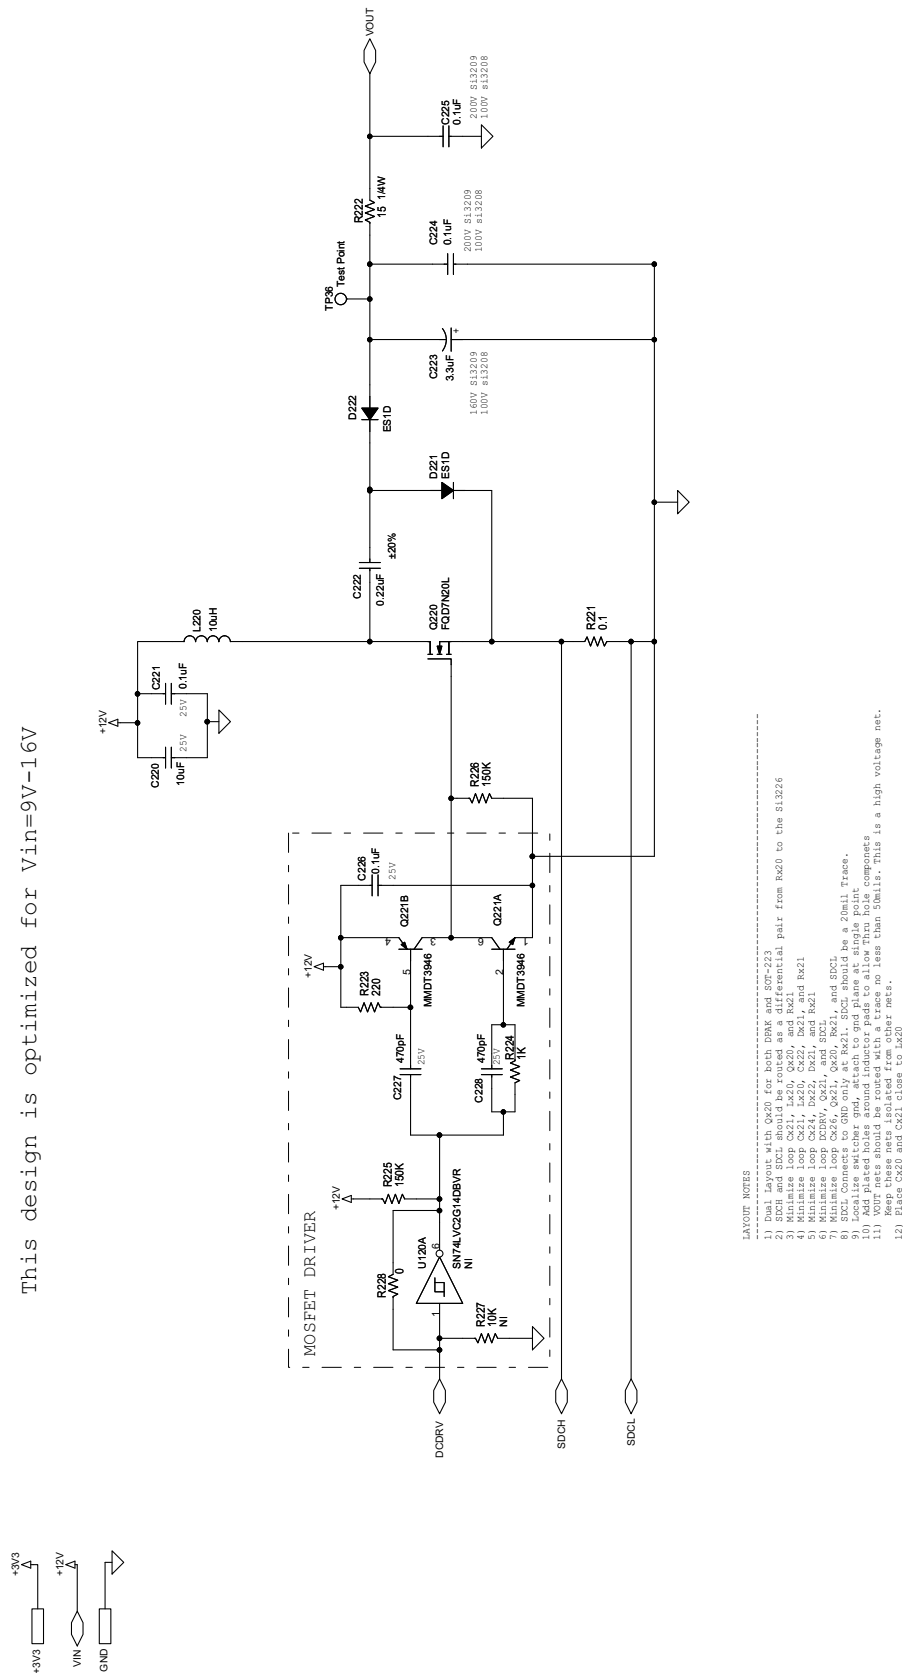 This design is optimized for Vin=9V-16V
+3V3
+3V3
VIN
+12V
GND
+12V
C220
10uF
25V
C221
0.1uF
25V
L220
10uH
MOSFET DRIVER
DCDRV
R228
0
1
U120A
6
SN74LVC2G14DBVR
NI
R227
10K
NI
+12V
R225
150K
C227
470pF
25V
C228
470pF
25V
R224
1K
+12V
R223
220
5
4
3
Q221B
MMDT3946
2
6
1
Q221A
MMDT3946
C226
0.1uF
25V
R226
150K
Q220
FQD7N20L
C222
0.22uF
±20%
D221
ES1D
D222
ES1D
R221
0.1
SDCH
SDCL
C223
3.3uF
+
160V Si3209
100V si3208
TP36
Test Point
C224
0.1uF
200V Si3209
100V si3208
R222
15 1/4W
C225
0.1uF
200V Si3209
100V si3208
VOUT
LAYOUT NOTES
1) Dual Layout with Qx20 for both DPAK and SOT-223
2) SDCH and SDCL should be routed as a differential pair from Rx20 to the Si3226
3) Minimize loop Cx21, Lx20, Qx20, and Rx21
4) Minimize loop Cx21, Lx20, Cx22, Dx21, and Rx21
5) Minimize loop Cx24, Dx22, Dx21, and Rx21
6) Minimize loop DCDRV, Qx21, and SDCL
7) Minimize loop Cx26, Qx21, Qx20, Rx21, and SDCL
8) SDCL Connects to GND only at Rx21. SDCL should be a 20mil Trace.
9) Localize switcher gnd, attach to gnd plane at single point
10) Add plated holes around inductor pads to allow Thru hole componets
11) VOUT nets should be routed with a trace no less than 50mils. This is a high voltage net.
Keep these nets isolated from other nets.
12) Place Cx20 and Cx21 close to Lx20